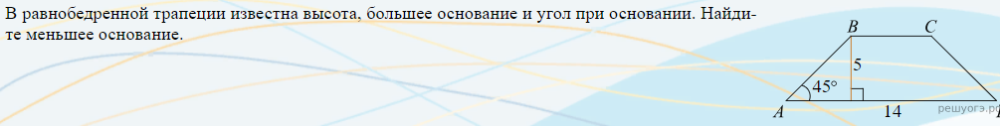 В равнобедренной трапеции известна высота, большее основание и угол при основании. Найди-
те меньшее основание.
B
C
5
45°
A
14
решуогэ.рф